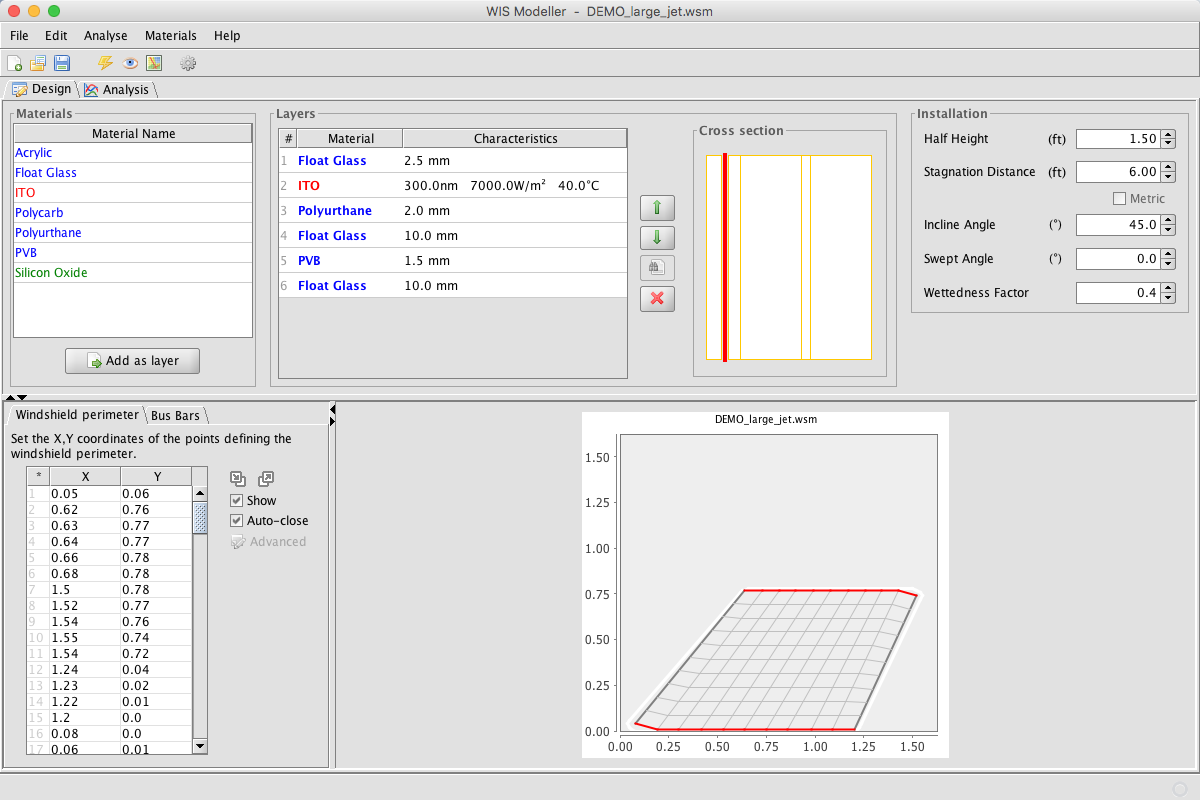 WIS Modeller - DEMO_large_jet.wsm
File Edit Analyse Materials Help
Design Analysis
Materials
Material Name
Acrylic
Float Glass
ITO
Polycarb
Polyurthane
PVB
Silicon Oxide
Add as layer
Layers
# Material Characteristics
1 Float Glass 2.5 mm
2 ITO 300.0nm 7000.0W/m² 40.0°C
3 Polyurthane 2.0 mm
4 Float Glass 10.0 mm
5 PVB 1.5 mm
6 Float Glass 10.0 mm
Cross section
Installation
Half Height (ft) 1.50
Stagnation Distance (ft) 6.00
Metric
Incline Angle (°) 45.0
Swept Angle (°) 0.0
Wettedness Factor 0.4
Windshield perimeter Bus Bars
Set the X,Y coordinates of the points defining the
windshield perimeter.
* X Y
1 0.05 0.06
2 0.62 0.76
3 0.63 0.77
4 0.64 0.77
5 0.66 0.78
6 0.68 0.78
7 1.5 0.78
8 1.52 0.77
9 1.54 0.76
10 1.55 0.74
11 1.54 0.72
12 1.24 0.04
13 1.23 0.02
14 1.22 0.01
15 1.2 0.0
16 0.08 0.0
17 0.06 0.01
Show
Auto-close
Advanced
DEMO_large_jet.wsm
1.50
1.25
1.00
0.75
0.50
0.25
0.00
0.00 0.25 0.50 0.75 1.00 1.25 1.50